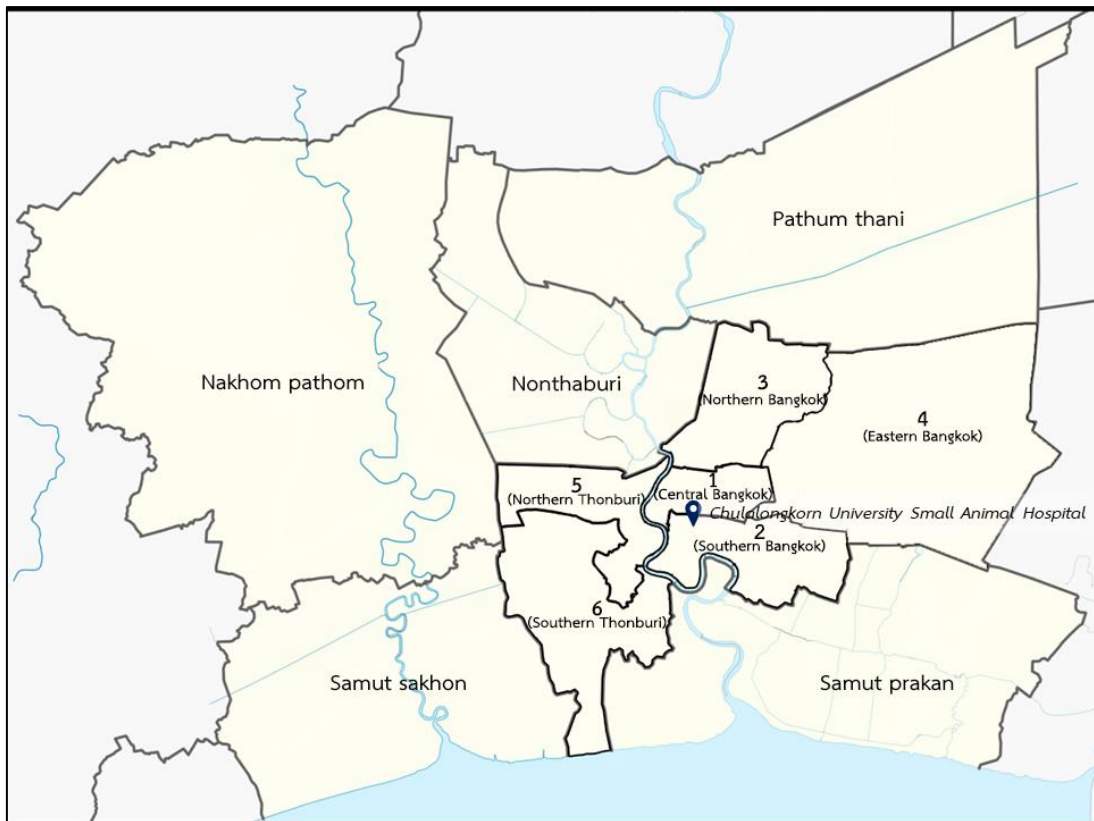 Pathum thani
Nakhom pathom
Nonthaburi
3
(Northern Bangkok)
4
(Eastern Bangkok)
5
(Northern Thonburi)
1
(Central Bangkok)
Chulalongkorn University Small Animal Hospital
2
(Southern Bangkok)
6
(Southern Thonburi)
Samut sakhon
Samut prakan